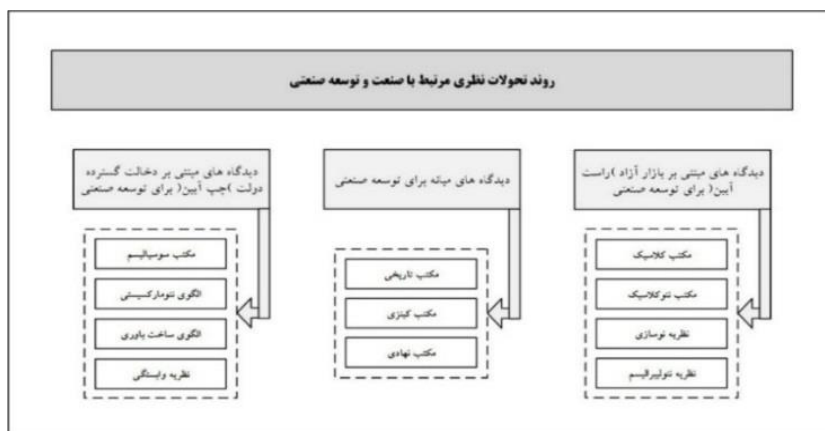 روند تحولات نظری مرتبط با صنعت و توسعه صنعتی
دیدگاه های مبتنی بر بازار آزاد )راست
آیین( برای توسعه صنعتی
مکتب کلاسیک
مکتب نئوکلاسیک
نظریه نوسازی
نظریه نئولیبرالیسم
دیدگاه های میانه برای توسعه صنعتی
مکتب تاریخی
مکتب کینزی
مکتب نهادی
دیدگاه های مبتنی بر دخالت گسترده
دولت )چپ آیین( برای توسعه صنعتی
مکتب سوسیالیسم
الگوی نئومارکسیستی
الگوی ساخت باوری
نظریه وابستگی